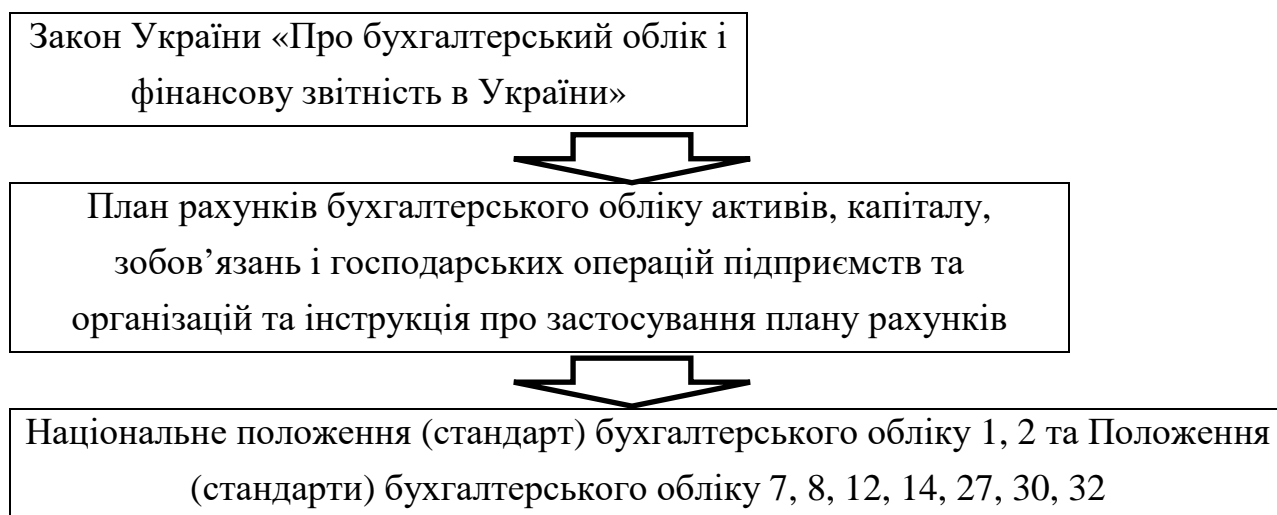 Закон України «Про бухгалтерський облік і
фінансову звітність в Україні»
План рахунків бухгалтерського обліку активів, капіталу,
зобов’язань і господарських операцій підприємств та
організацій та інструкція про застосування плану рахунків
Національне положення (стандарт) бухгалтерського обліку 1, 2 та Положення
(стандарти) бухгалтерського обліку 7, 8, 12, 14, 27, 30, 32